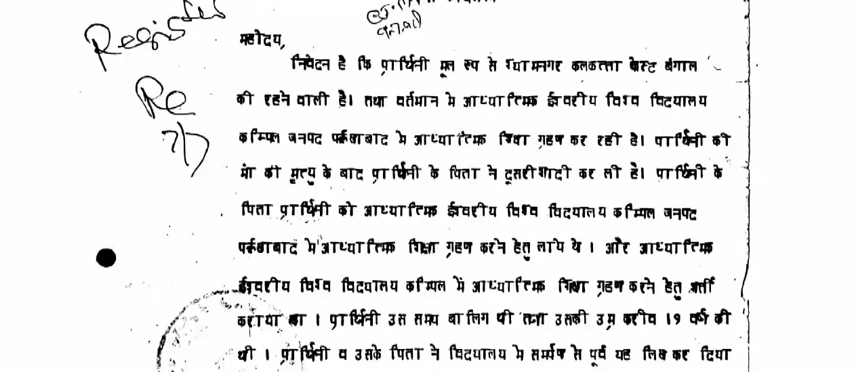 Register
Re
7/7
महोदय,
निवेदन है कि प्रार्थिनी मूल रूप से श्यामनगर कलकत्ता वेस्ट बंगाल
की रहने वाली है। तथा वर्तमान मे आध्यात्मिक ईश्वरीय विश्व विद्यालय
कम्पिल जनपद फर्रूखाबाद मे आध्यात्मिक शिक्षा ग्रहण कर रही है। प्रार्थिनी की
मां की मृत्यु के बाद प्रार्थिनी के पिता ने दूसरीशादी कर ली है। प्रार्थिनी के
पिता प्रार्थिनी को आध्यात्मिक ईश्वरीय विश्व विद्यालय कम्पिल जनपद
फर्रूखाबाद में आध्यात्मिक शिक्षा ग्रहण करने हेतु लाये थे । और आध्यात्मिक
ईश्वरीय विश्व विद्यालय कम्पिल में आध्यात्मिक शिक्षा ग्रहण करने हेतु भर्ती
कराया था । प्रार्थिनी उस समय बालिग थी तथा उसकी उम्र करीव 19 वर्ष की
थी । प्रार्थिनी व उसके पिता ने विद्यालय मे समर्पण से पूर्व यह लिख कर दिया